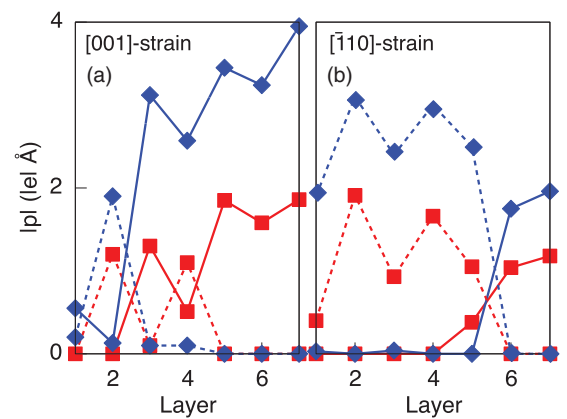 4
[001]-strain
[1̄10]-strain
(a)
(b)
|p| (|e| Å)
2
0
2
4
6
2
4
6
Layer
Layer